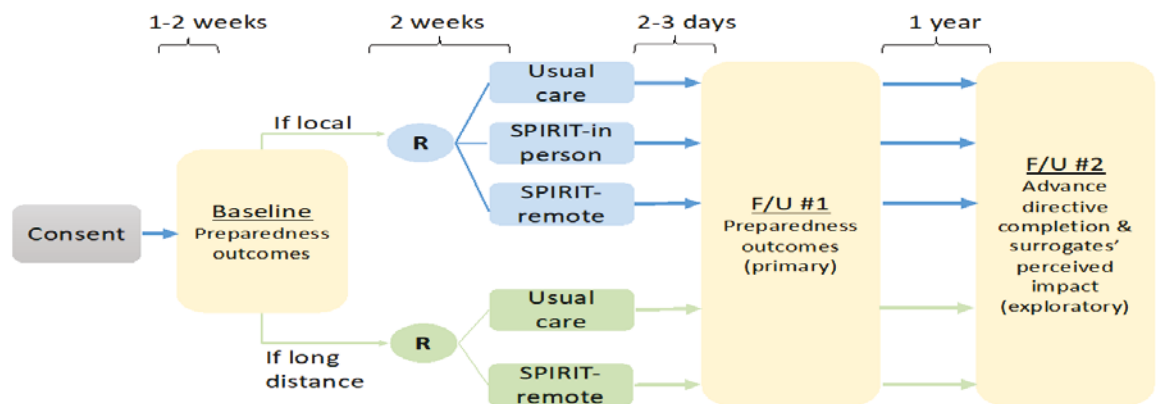 1-2 weeks
2 weeks
2-3 days
1 year
Consent
Baseline
Preparedness
outcomes
If local
If long
distance
R
Usual
care
SPIRIT-in
person
SPIRIT-
remote
R
Usual
care
SPIRIT-
remote
F/U #1
Preparedness
outcomes
(primary)
F/U #2
Advance
directive
completion &
surrogates'
perceived
impact
(exploratory)